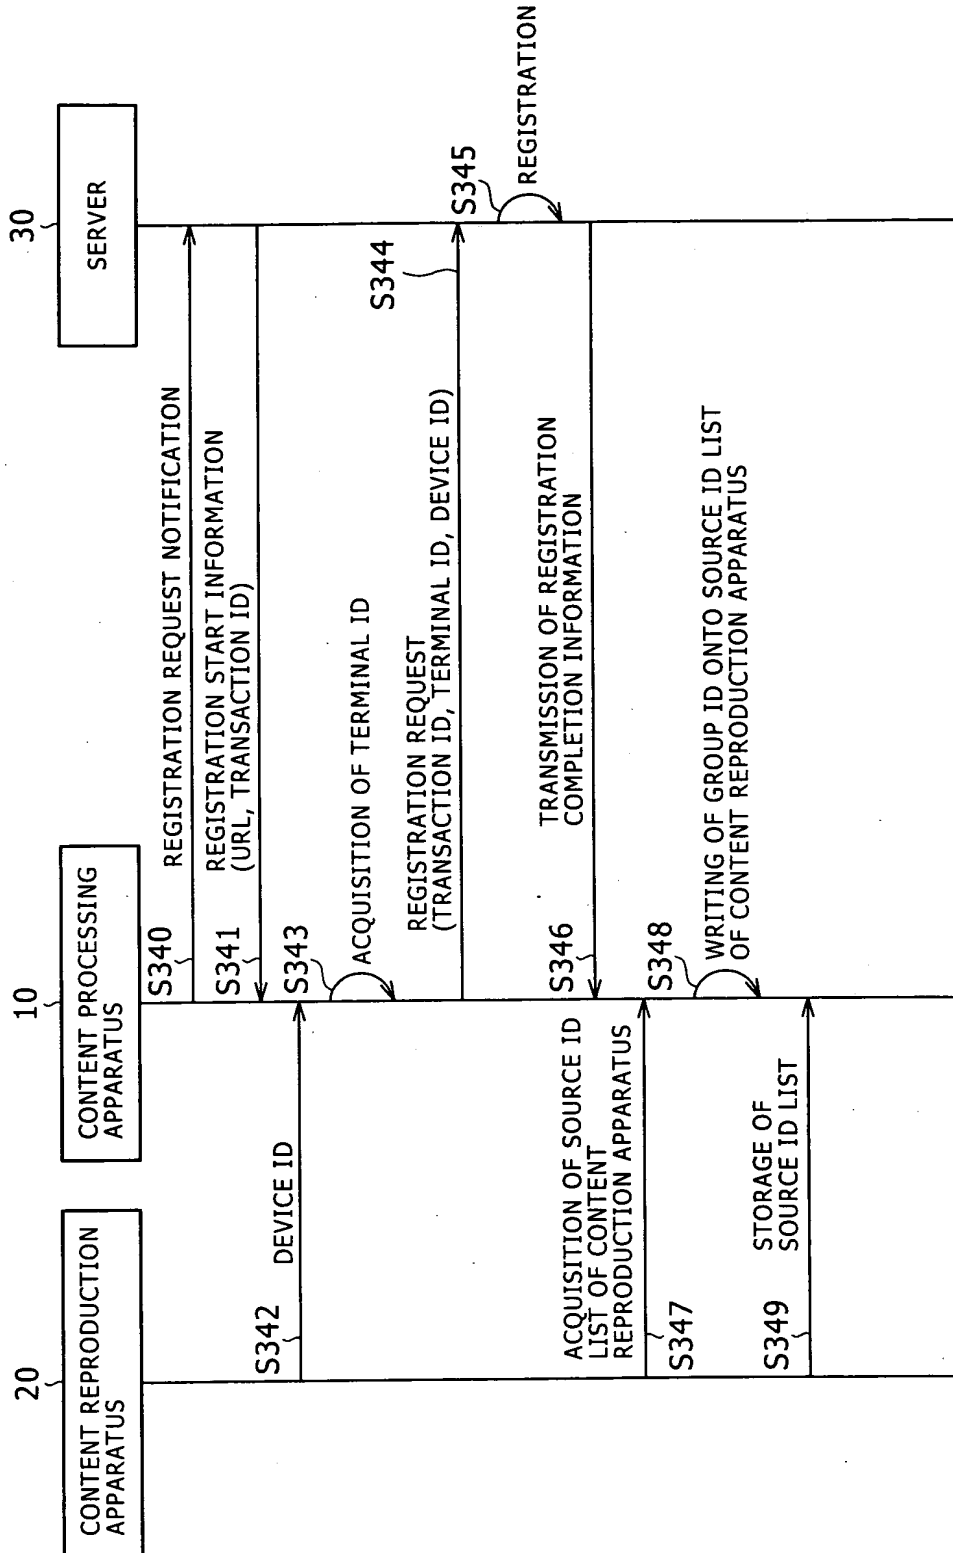 20
CONTENT REPRODUCTION
APPARATUS
10
CONTENT PROCESSING
APPARATUS
30
SERVER
S340
REGISTRATION REQUEST NOTIFICATION
S341
REGISTRATION START INFORMATION
(URL, TRANSACTION ID)
S342
DEVICE ID
S343
ACQUISITION OF TERMINAL ID
REGISTRATION REQUEST
(TRANSACTION ID, TERMINAL ID, DEVICE ID)
S344
S345
REGISTRATION
S346
TRANSMISSION OF REGISTRATION
COMPLETION INFORMATION
ACQUISITION OF SOURCE ID
LIST OF CONTENT
REPRODUCTION APPARATUS
S347
S348
WRITING OF GROUP ID ONTO SOURCE ID LIST
OF CONTENT REPRODUCTION APPARATUS
S349
STORAGE OF
SOURCE ID LIST